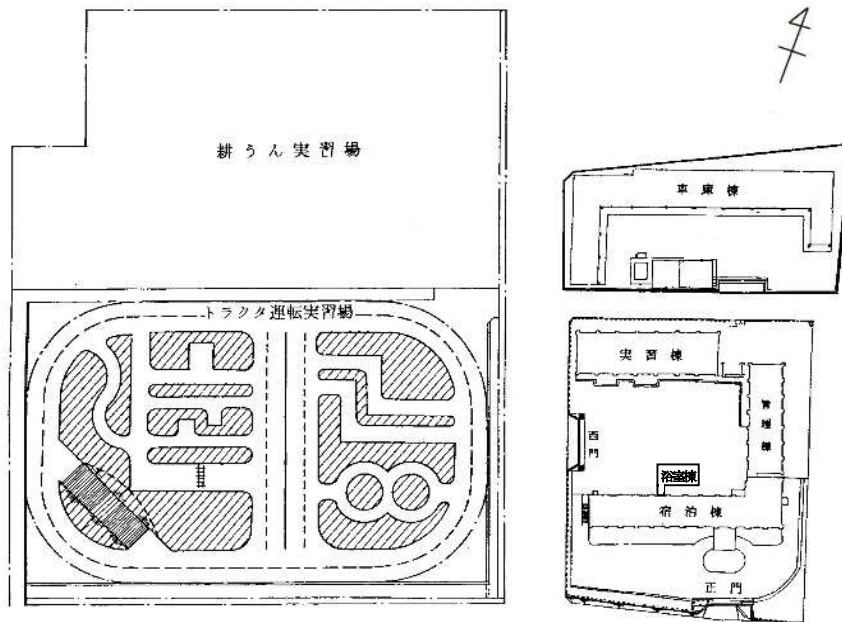 耕うん実習場
車庫棟
トラクタ運転実習場
実習棟
管理棟
西門
浴室棟
宿泊棟
正門